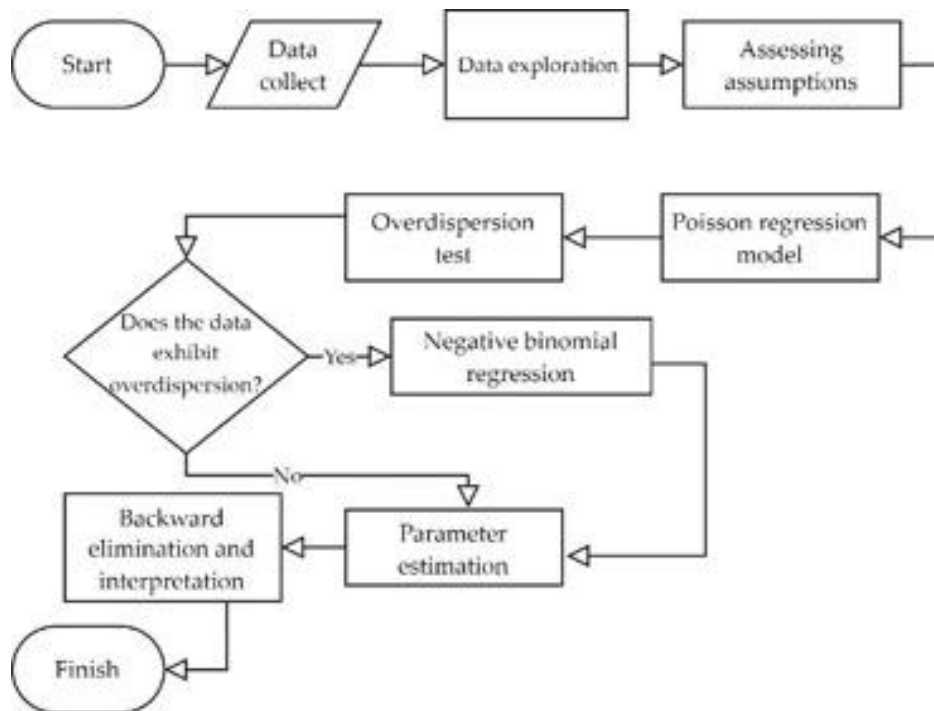 Start
Data
collect
Data exploration
Assessing
assumptions
Overdispersion
test
Poisson regression
model
Does the data
exhibit
overdispersion?
Yes
Negative binomial
regression
No
Backward
elimination and
interpretation
Parameter
estimation
Finish